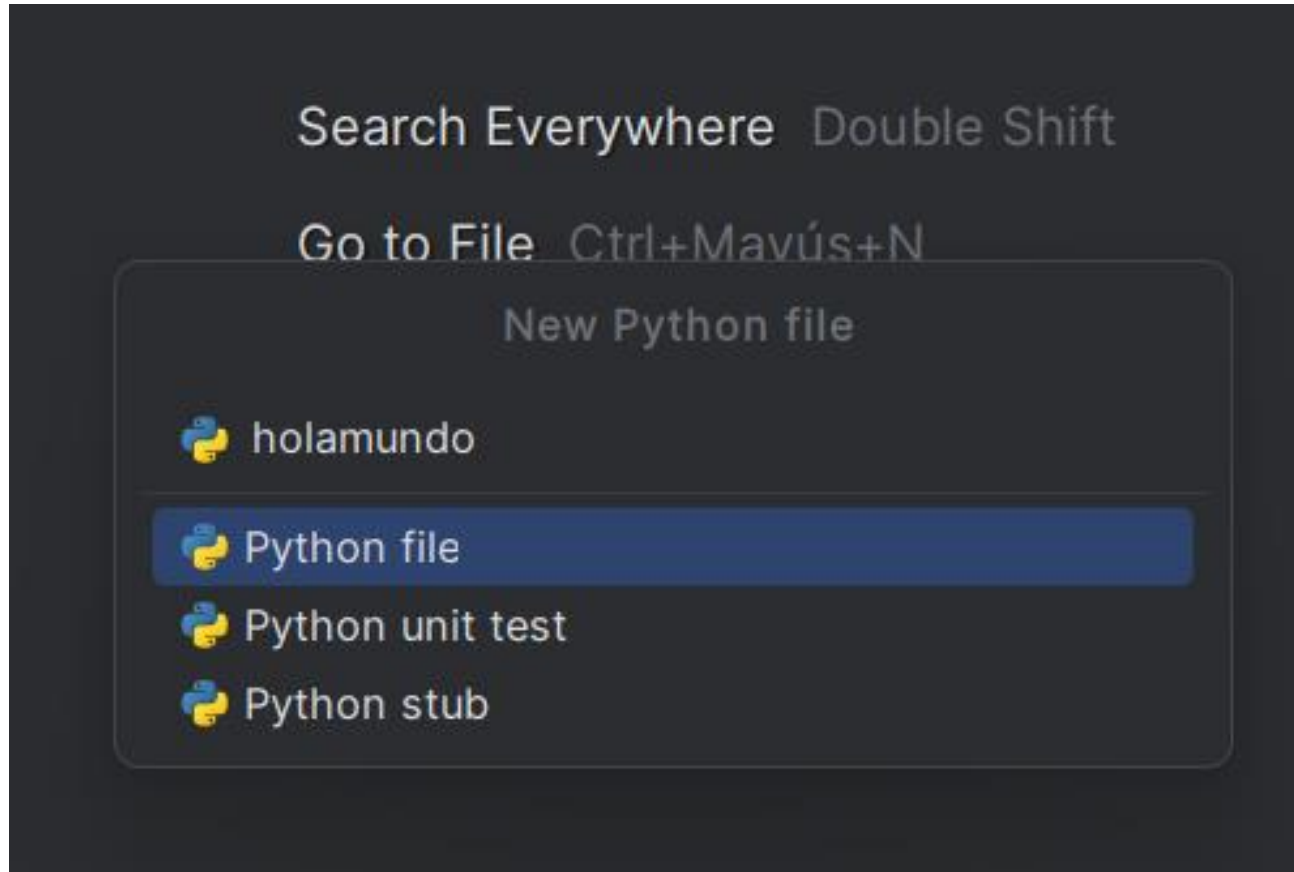 Search Everywhere Double Shift
Go to File Ctrl+Mayús+N
New Python file
holamundo
Python file
Python unit test
Python stub